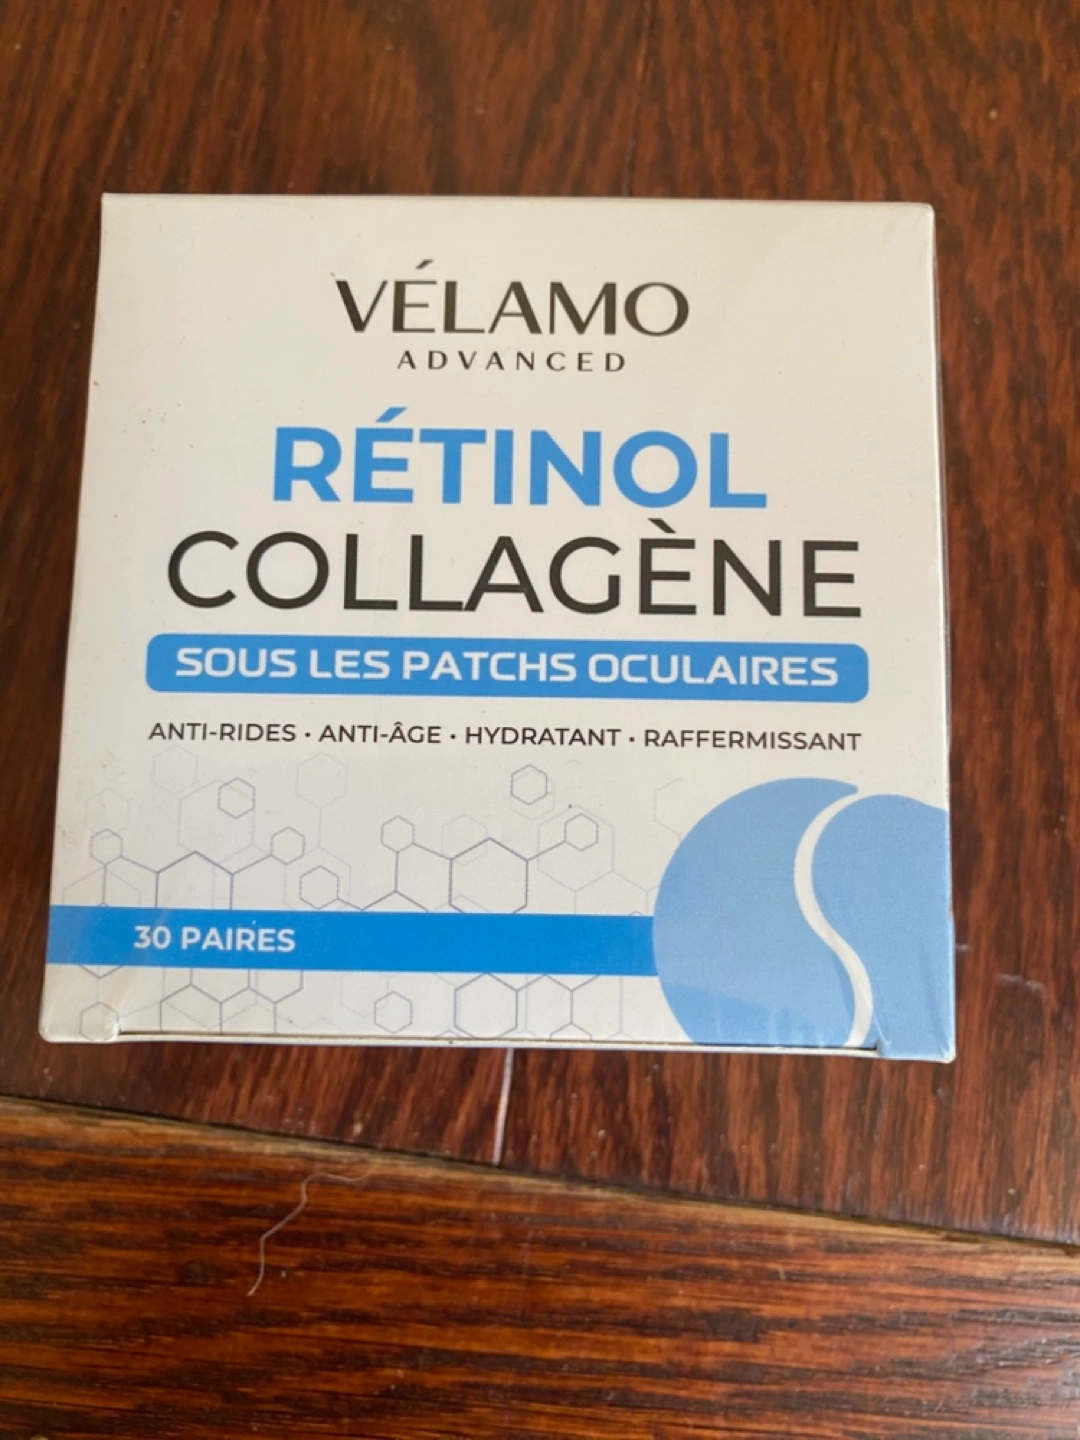 VÉLAMO
ADVANCED
RÉTINOL
COLLAGÈNE
SOUS LES PATCHS OCULAIRES
ANTI-RIDES • ANTI-ÂGE • HYDRATANT • RAFFERMISSANT
30 PAIRES